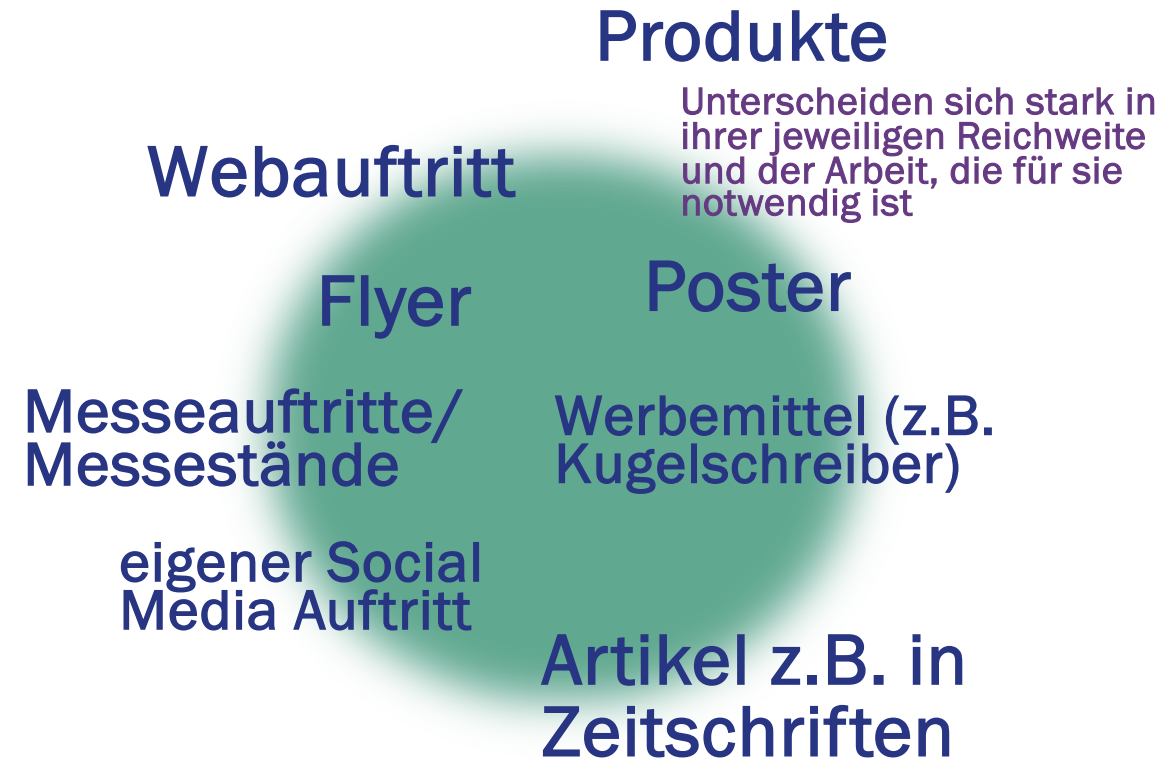 Produkte
Unterscheiden sich stark in
ihrer jeweiligen Reichweite
und der Arbeit, die für sie
notwendig ist
Webauftritt
Flyer
Poster
Messeauftritte/
Messestände
Werbemittel (z.B.
Kugelschreiber)
eigener Social
Media Auftritt
Artikel z.B. in
Zeitschriften